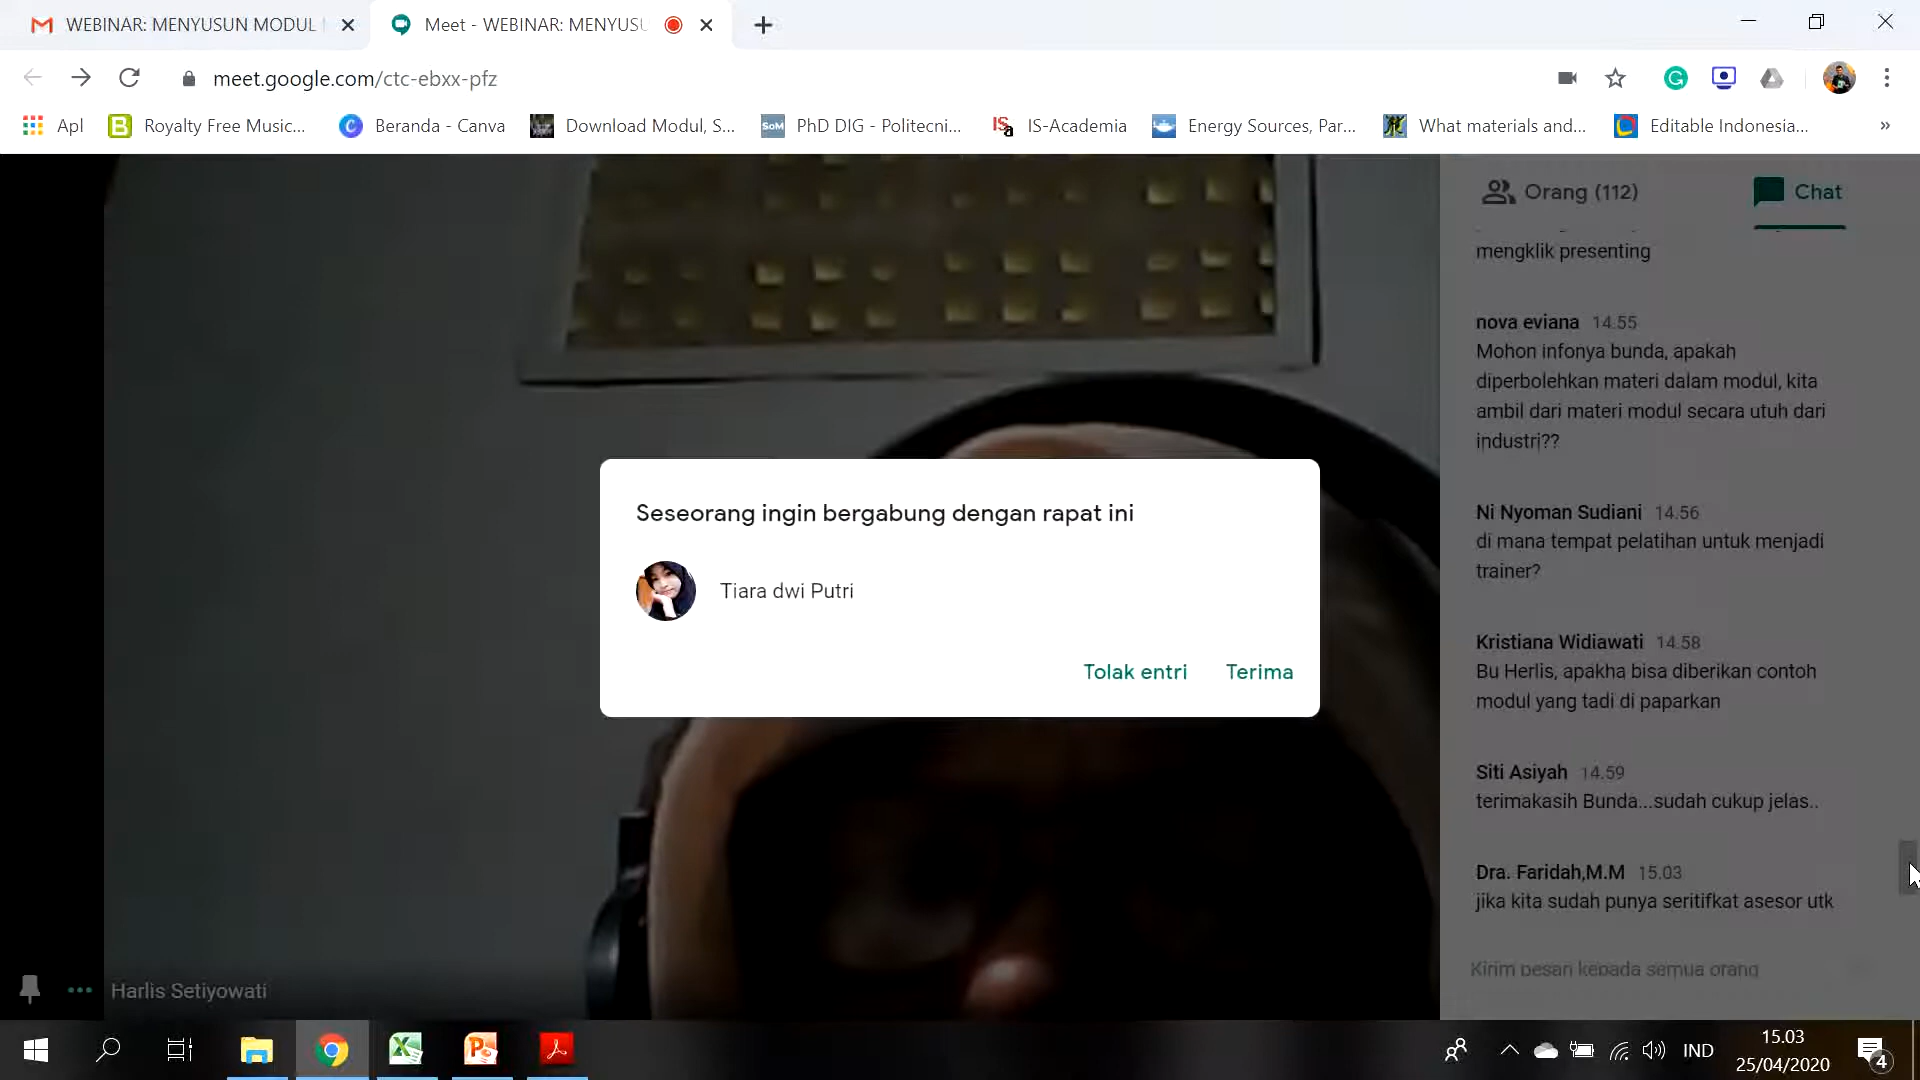 WEBINAR: MENYUSUN MODUL
Meet - WEBINAR: MENYUSU
meet.google.com/ctc-ebxx-pfz
Apl
Royalty Free Music...
Beranda - Canva
Download Modul, S...
SoM
PhD DIG - Politecni...
IS-Academia
Energy Sources, Par...
What materials and...
Editable Indonesia...
»
Orang (112)
Chat
mengklik presenting
nova eviana 14.55
Mohon infonya bunda, apakah
diperbolehkan materi dalam modul, kita
ambil dari materi modul secara utuh dari
industri??
Ni Nyoman Sudiani 14.56
di mana tempat pelatihan untuk menjadi
trainer?
Kristiana Widiawati 14.58
Bu Herlis, apakha bisa diberikan contoh
modul yang tadi di paparkan
Siti Asiyah 14.59
terimakasih Bunda...sudah cukup jelas..
Dra. Faridah,M.M 15.03
jika kita sudah punya seritifkat asesor utk
Kirim pesan kepada semua orang
Seseorang ingin bergabung dengan rapat ini
Tiara dwi Putri
Tolak entri
Terima
Harlis Setiyowati
IND
15.03
25/04/2020
4